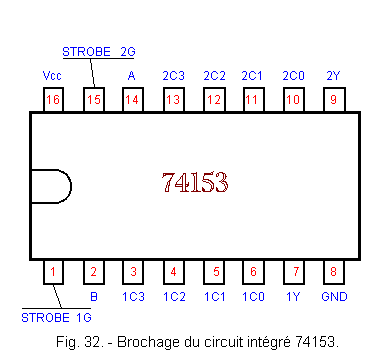 STROBE 2G
Vcc A 2C3 2C2 2C1 2C0 2Y
16 15 14 13 12 11 10 9
74153
1 2 3 4 5 6 7 8
B 1C3 1C2 1C1 1C0 1Y GND
STROBE 1G
Fig. 32. - Brochage du circuit intégré 74153.